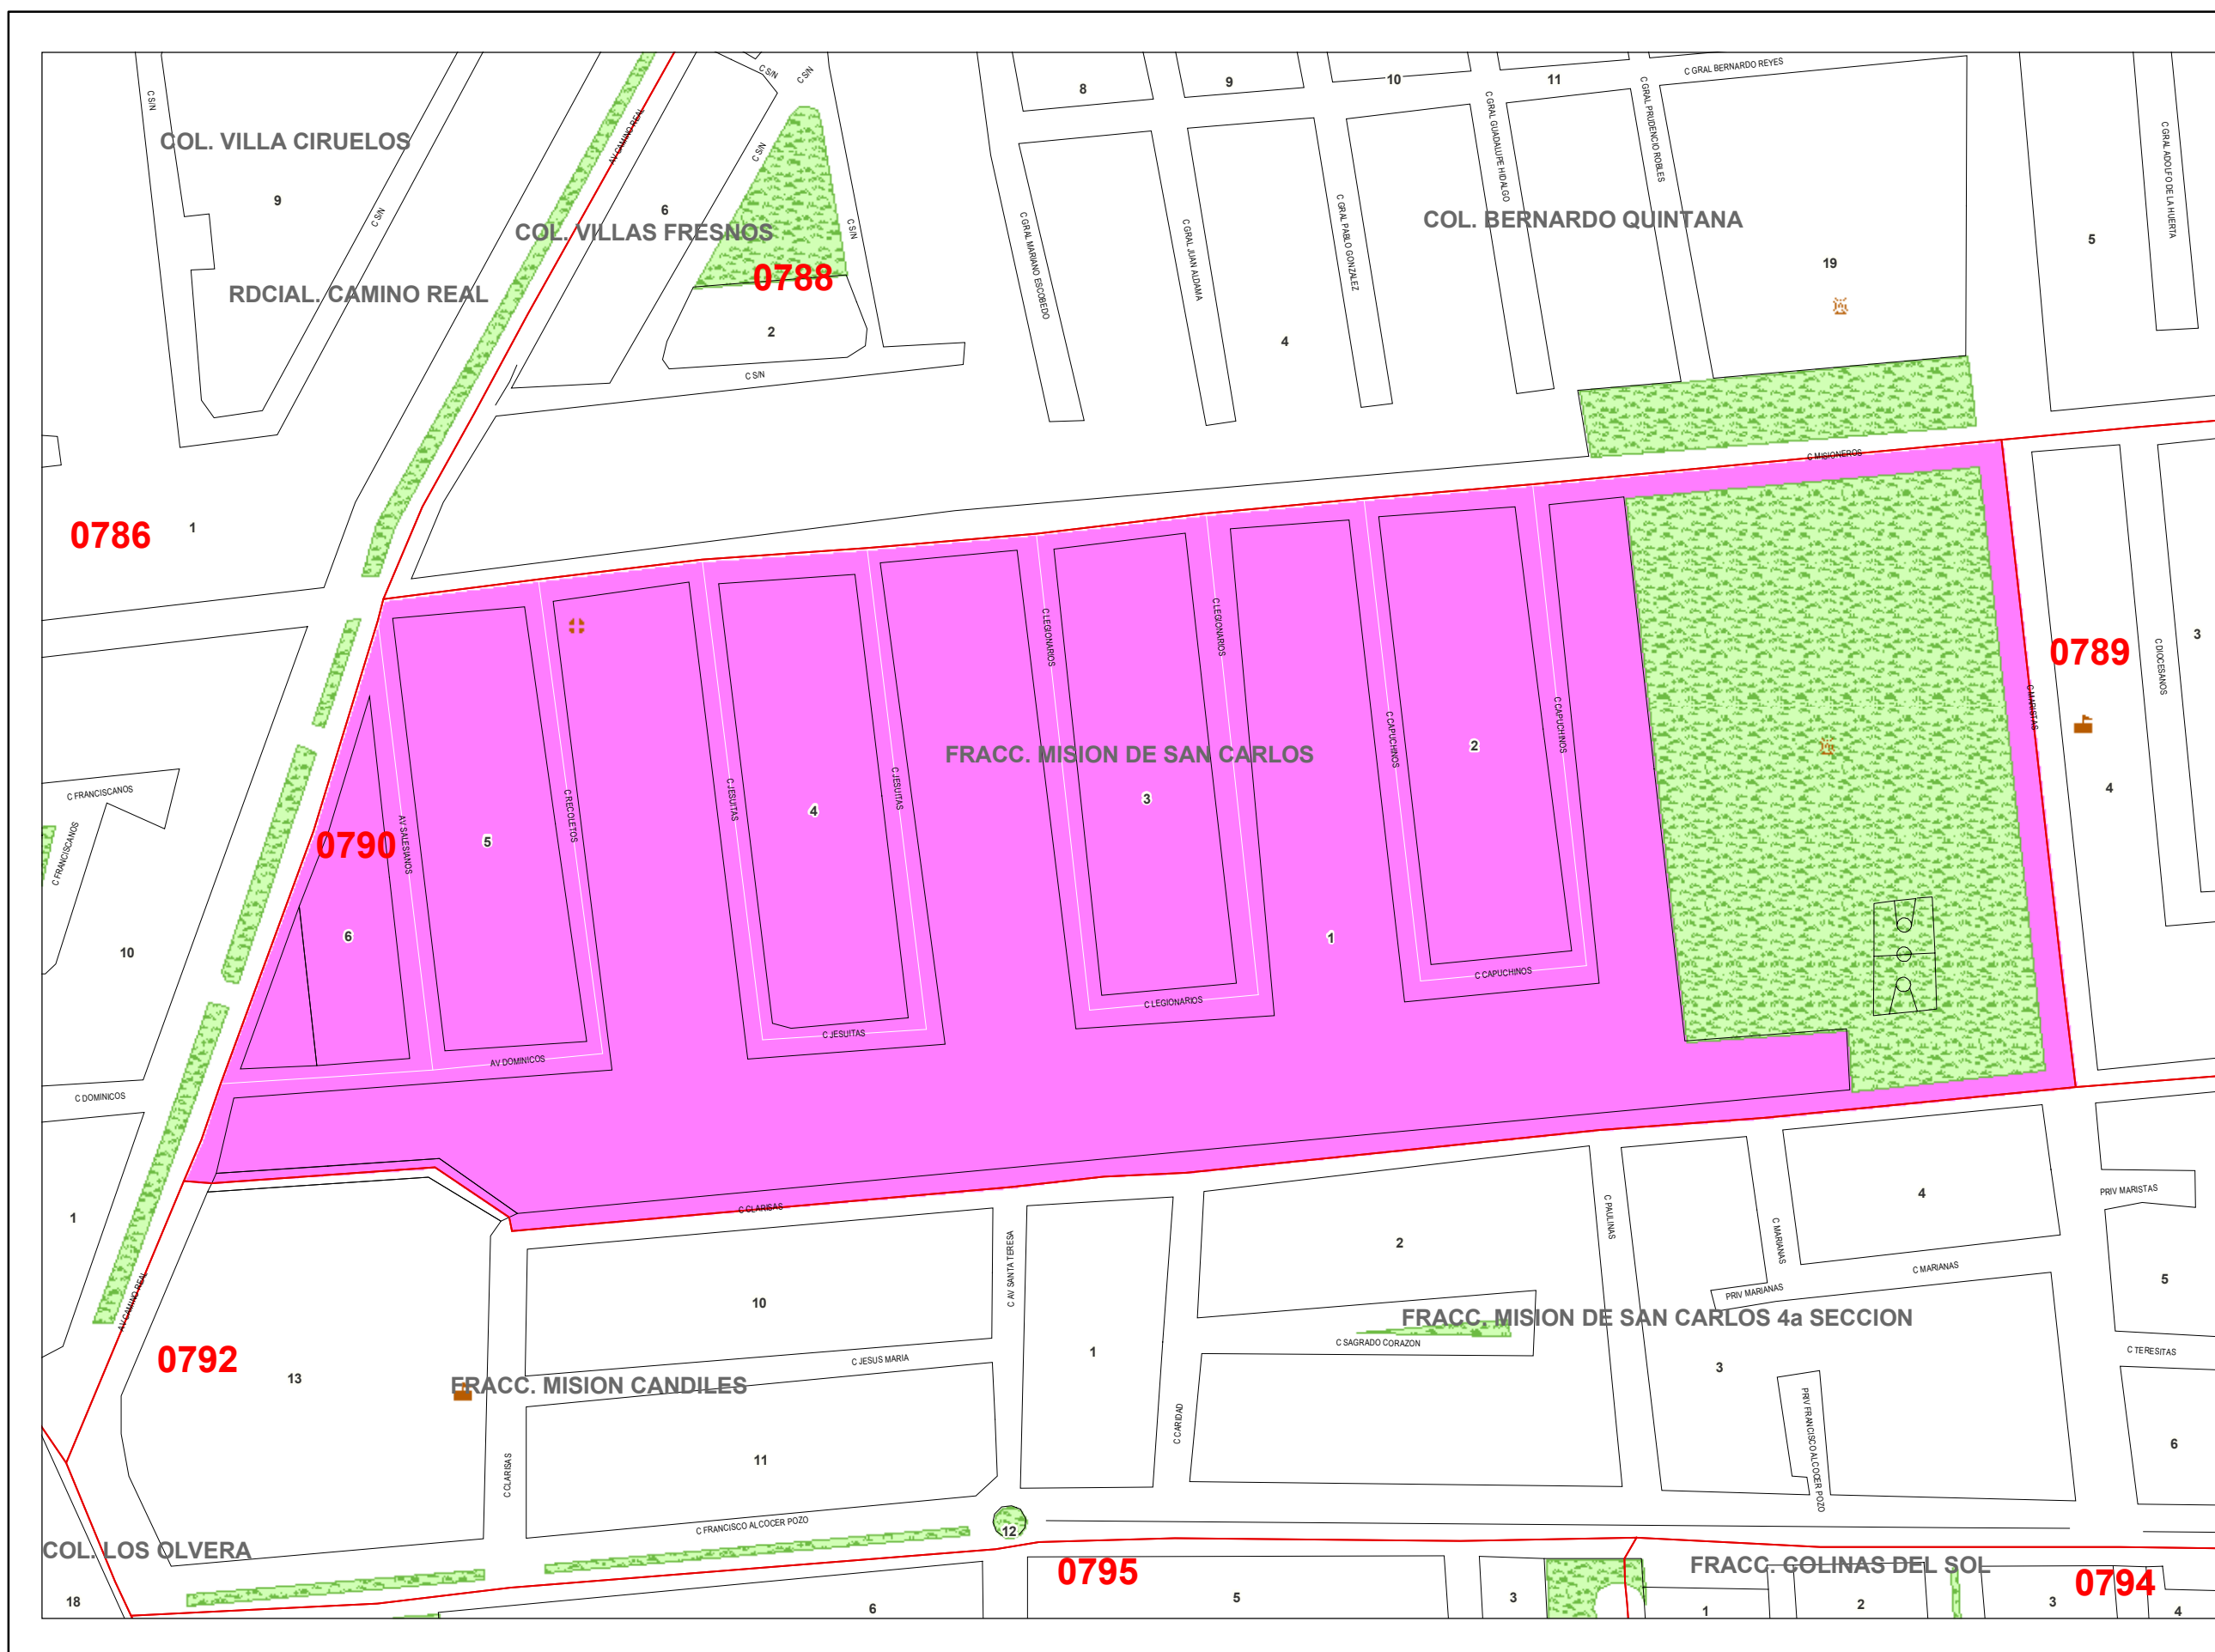 C S/N
C S/N
C S/N
C GRAL BERNARDO REYES
8
9
10
11
COL. VILLA CIRUELOS
AV CAMINO REAL
C S/N
C GRAL GUADALUPE HIDALGO
C GRAL PRUDENCIO ROBLES
C GRAL ADOLFO DE LA HUERTA
9
C S/N
6
COL. VILLAS FRESNOS
C S/N
C GRAL MARIANO ESCOBEDO
C GRAL JUAN ALDAMA
C GRAL PABLO GONZALEZ
COL. BERNARDO QUINTANA
5
19
0788
RDCIAL. CAMINO REAL
2
4
C S/N
C MISIONEROS
0786
1
C LEGIONARIOS
C LEGIONARIOS
0789
3
C DIOCESANOS
C MARISTAS
FRACC. MISION DE SAN CARLOS
C CAPUCHINOS
2
C CAPUCHINOS
4
C FRANCISCANOS
C FRANCISCANOS
0790
AV SALESIANOS
5
C RECOLETOS
C JESUITAS
4
C JESUITAS
3
6
1
10
C CAPUCHINOS
C LEGIONARIOS
C JESUITAS
AV DOMINICOS
C DOMINICOS
1
C CLARISAS
C AV SANTA TERESA
2
C PAULINAS
C MARIANAS
4
PRIV MARISTAS
C MARIANAS
5
PRIV MARIANAS
AV CAMINO REAL
10
FRACC. MISION DE SAN CARLOS 4a SECCION
C SAGRADO CORAZON
0792
C JESUS MARIA
1
C TERESITAS
13
FRACC. MISION CANDILES
3
C CARIDAD
PRIV FRANCISCO ALCOCER POZO
6
11
C CLARISAS
C FRANCISCO ALCOCER POZO
12
COL. LOS OLVERA
0795
FRACC. COLINAS DEL SOL
0794
18
6
5
3
1
2
3
4